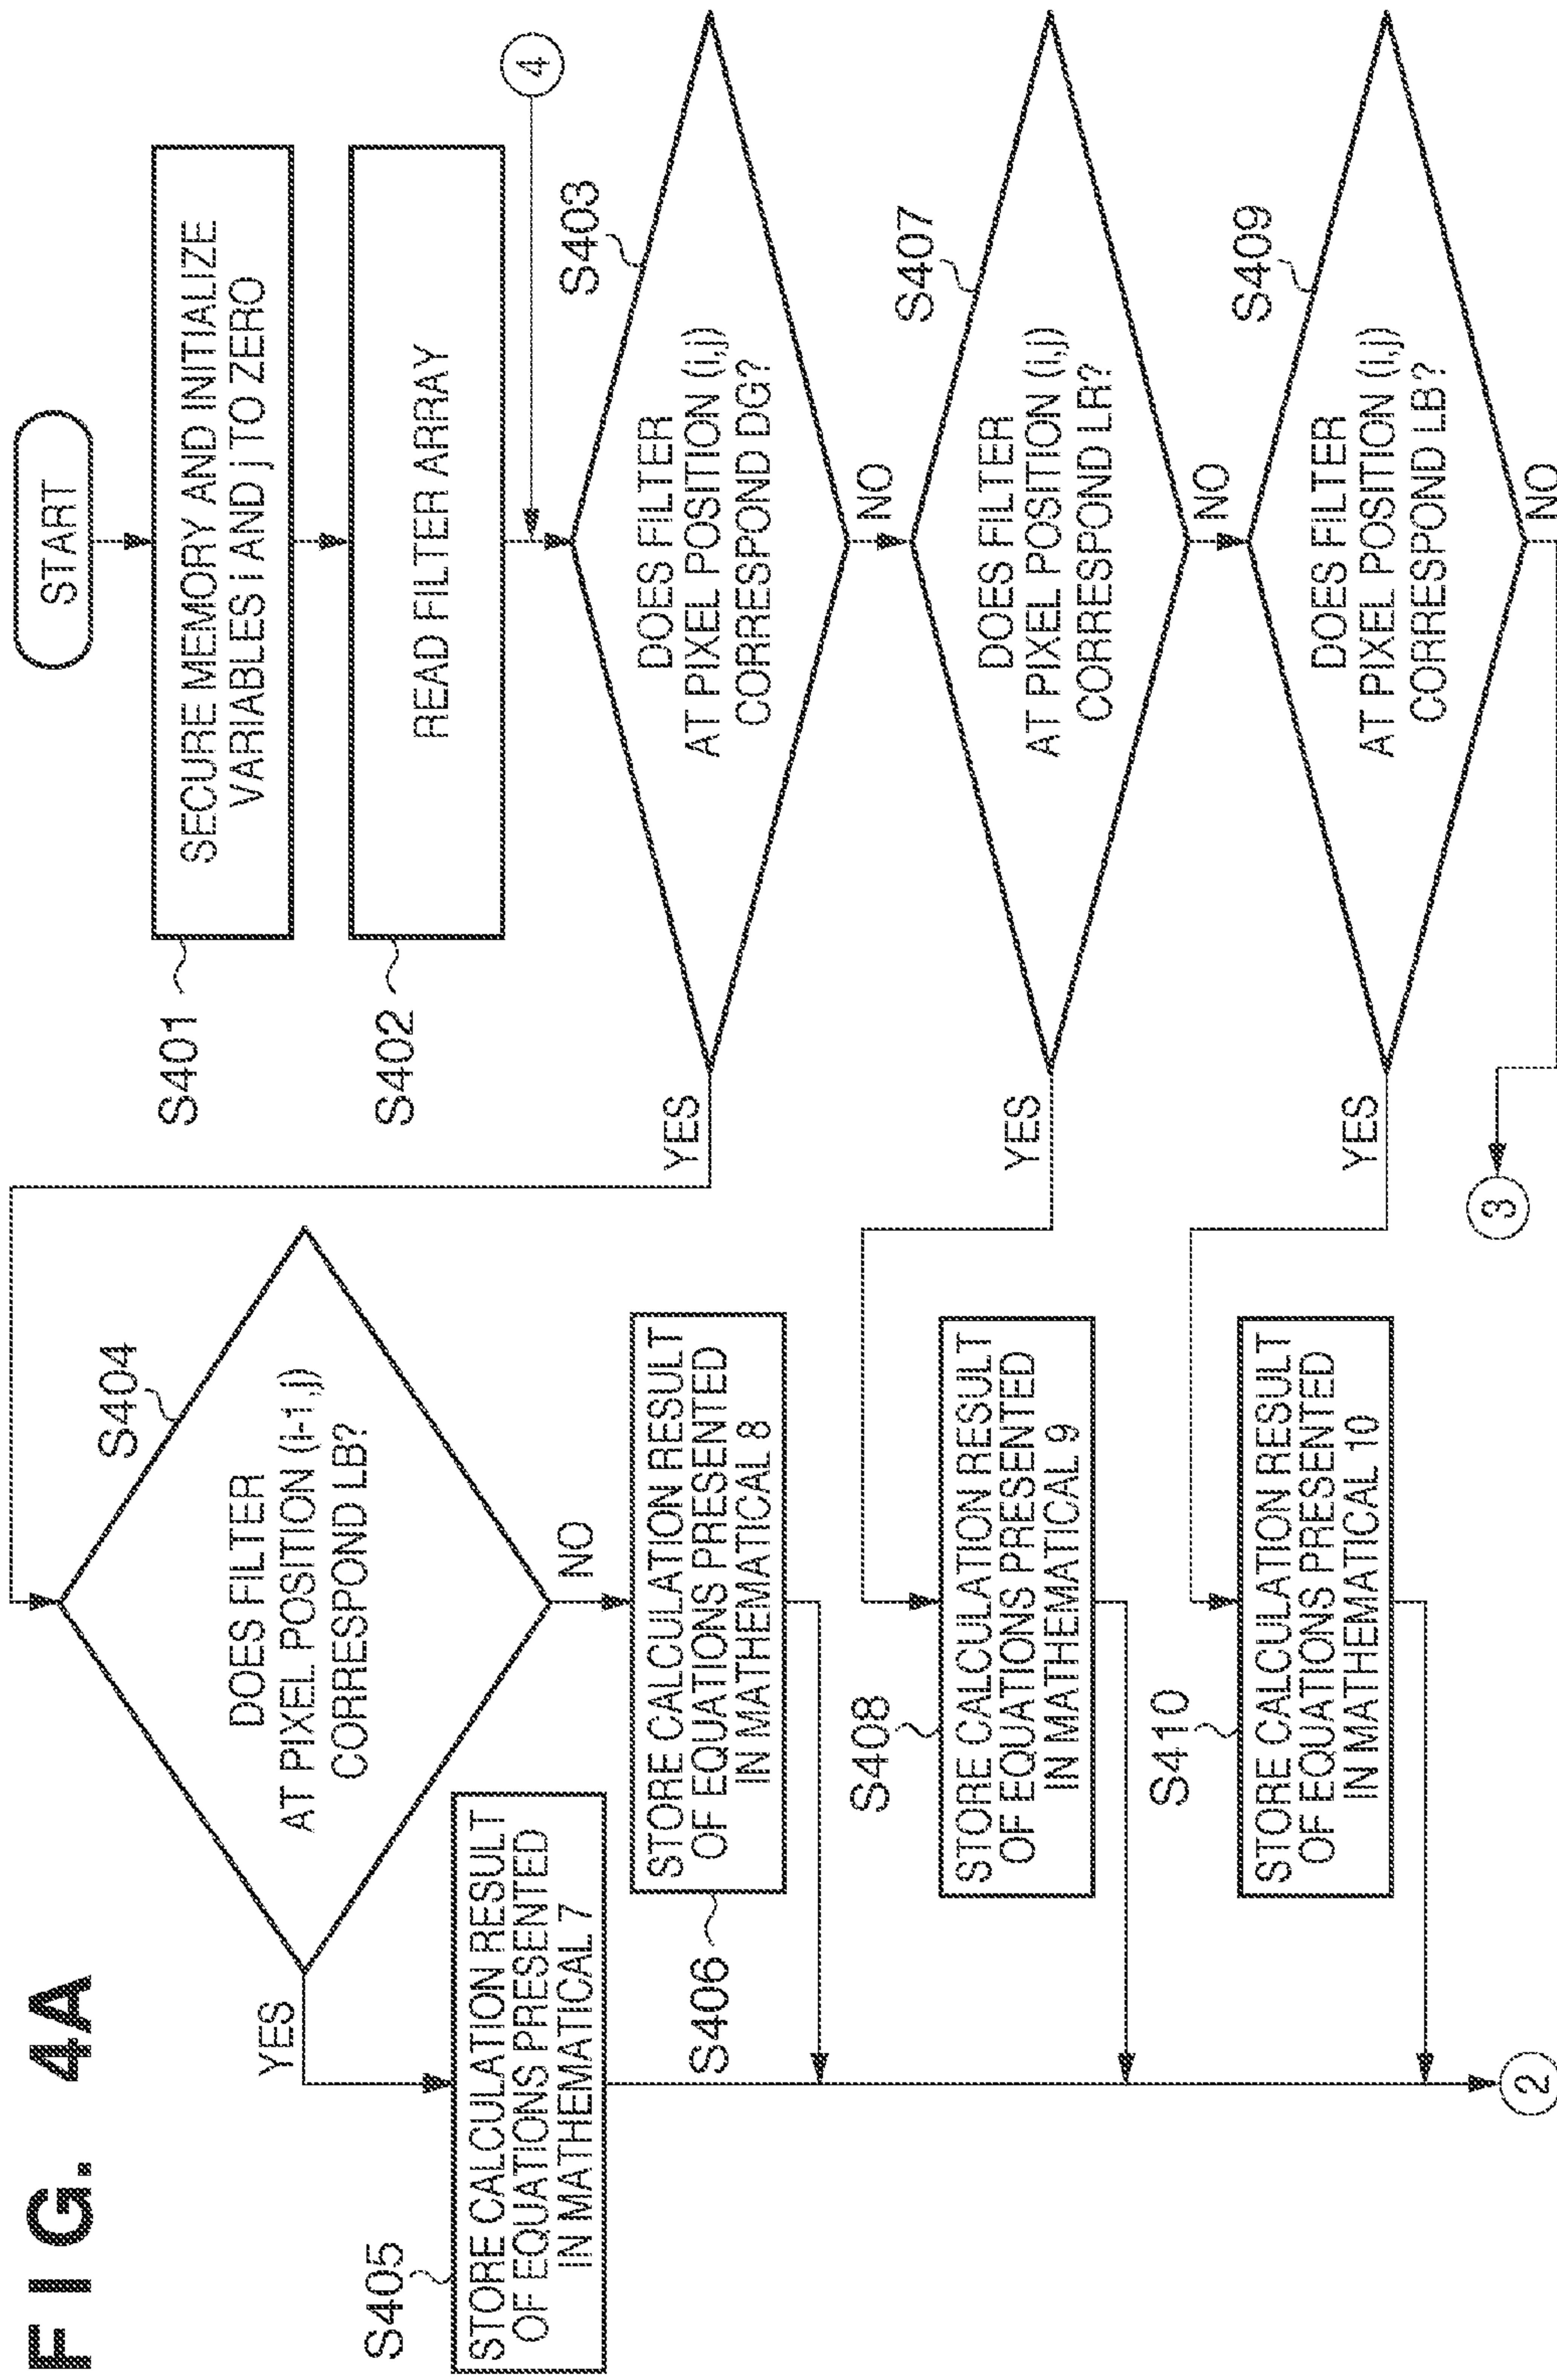 FIG. 4A
START
SECURE MEMORY AND INITIALIZE
VARIABLES i AND j TO ZERO
S401
READ FILTER ARRAY
S402
4
S403
DOES FILTER
AT PIXEL POSITION (i,j)
CORRESPOND DG?
YES
NO
S404
DOES FILTER
AT PIXEL POSITION (i-1,j)
CORRESPOND LB?
YES
NO
S405
STORE CALCULATION RESULT
OF EQUATIONS PRESENTED
IN MATHEMATICAL 7
S406
STORE CALCULATION RESULT
OF EQUATIONS PRESENTED
IN MATHEMATICAL 8
S407
DOES FILTER
AT PIXEL POSITION (i,j)
CORRESPOND LR?
YES
NO
S408
STORE CALCULATION RESULT
OF EQUATIONS PRESENTED
IN MATHEMATICAL 9
S409
DOES FILTER
AT PIXEL POSITION (i,j)
CORRESPOND LB?
YES
NO
S410
STORE CALCULATION RESULT
OF EQUATIONS PRESENTED
IN MATHEMATICAL 10
2
3